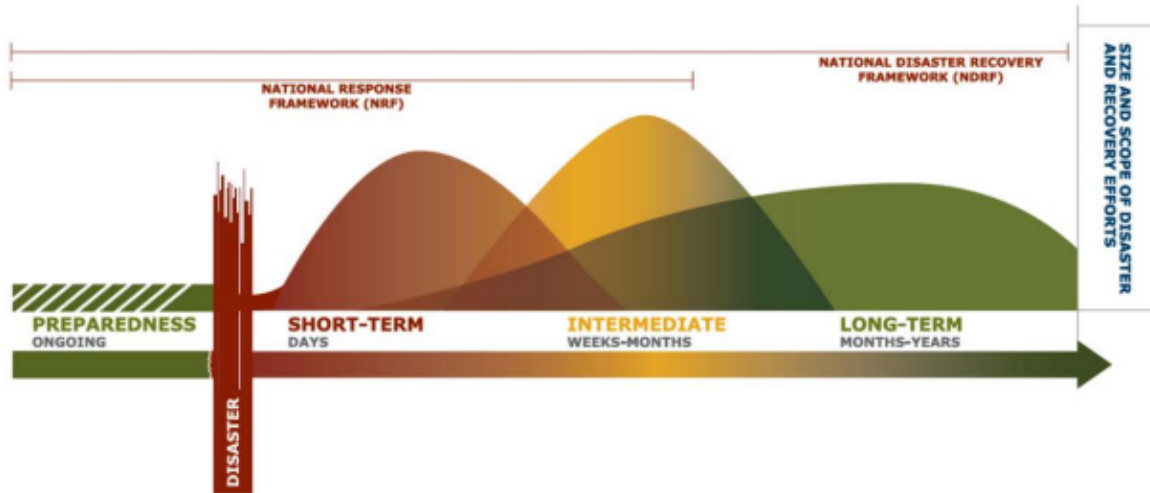 NATIONAL DISASTER RECOVERY
FRAMEWORK (NDRF)
NATIONAL RESPONSE
FRAMEWORK (NRF)
SIZE AND SCOPE OF DISASTER
AND RECOVERY EFFORTS
PREPAREDNESS
ONGOING
SHORT-TERM
DAYS
INTERMEDIATE
WEEKS-MONTHS
LONG-TERM
MONTHS-YEARS
DISASTER